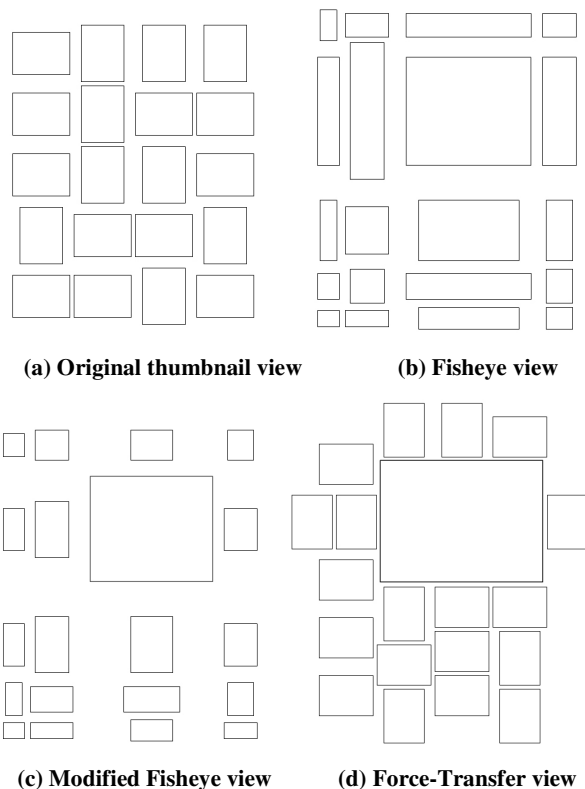 (a) Original thumbnail view
(b) Fisheye view
(c) Modified Fisheye view
(d) Force-Transfer view